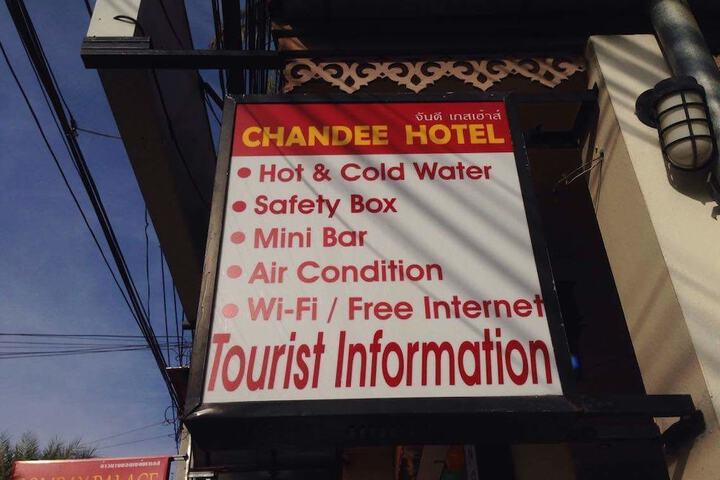 จันดี เกสเฮ้าส์
CHANDEE HOTEL
• Hot & Cold Water
• Safety Box
• Mini Bar
• Air Condition
• Wi-Fi / Free Internet
Tourist Information
PALACE